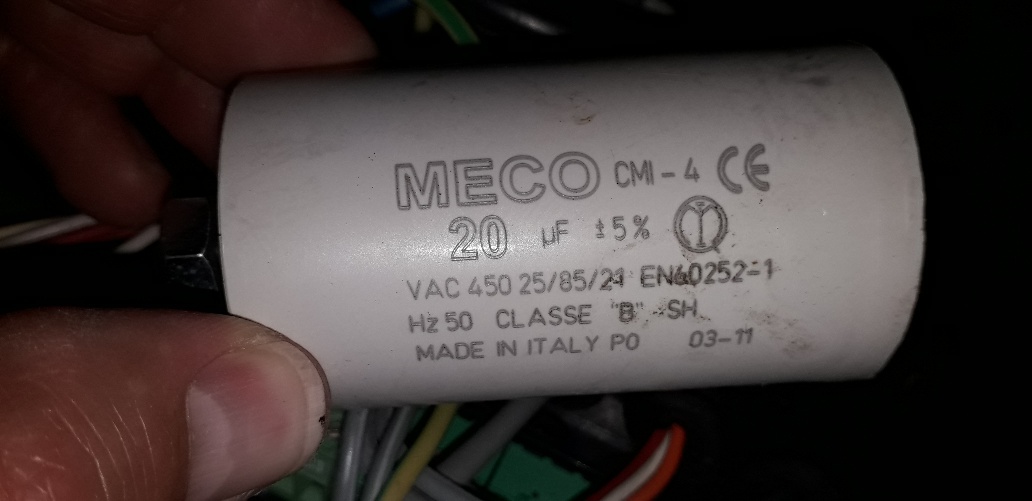 MECO CMI-4 CE
20 µF ±5%
VAC 450 25/85/21 EN60252-1
Hz 50 CLASSE "B" SH
MADE IN ITALY P0 03-11